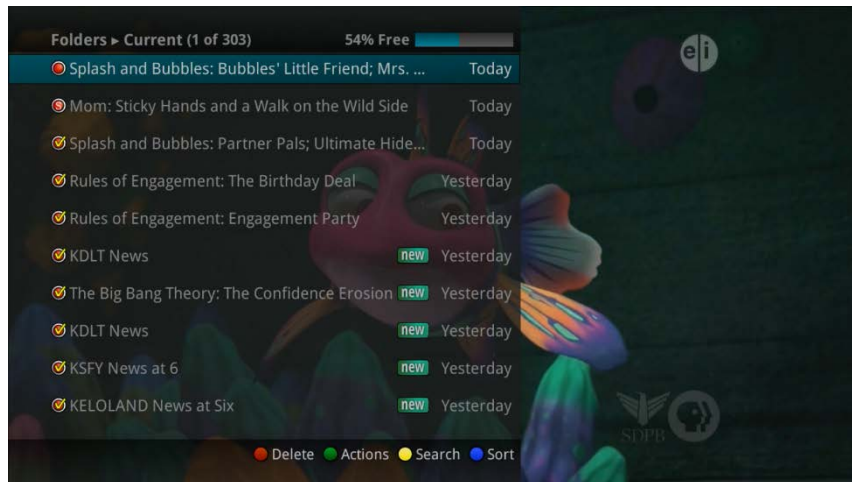 Folders ▸ Current (1 of 303) 54% Free
Splash and Bubbles: Bubbles' Little Friend; Mrs. ... Today
Mom: Sticky Hands and a Walk on the Wild Side Today
Splash and Bubbles: Partner Pals; Ultimate Hide... Today
Rules of Engagement: The Birthday Deal Yesterday
Rules of Engagement: Engagement Party Yesterday
KDLT News new Yesterday
The Big Bang Theory: The Confidence Erosion new Yesterday
KDLT News new Yesterday
KSFY News at 6 new Yesterday
KELOLAND News at Six new Yesterday
Delete Actions Search Sort
e/i
SDPB